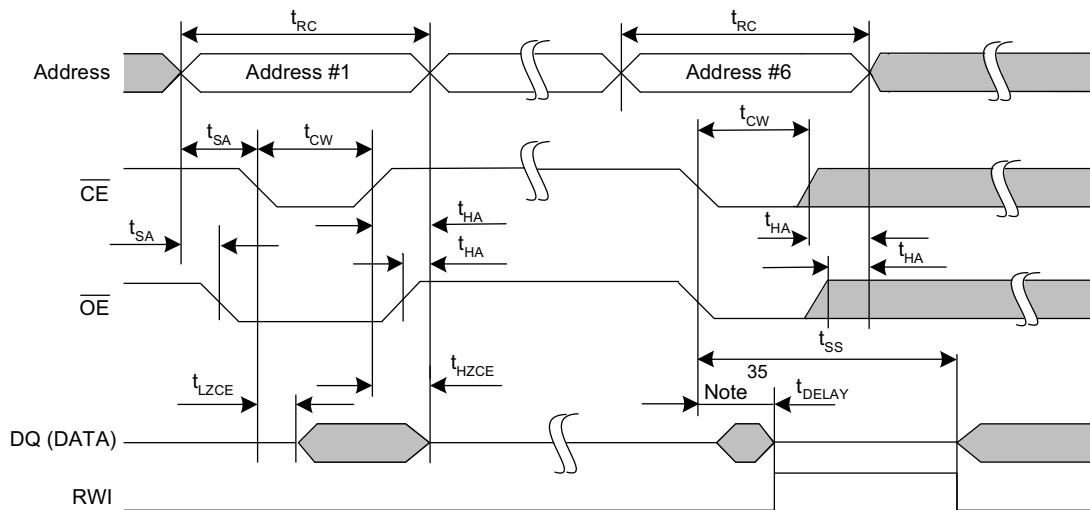 tRC
tRC
Address
Address #1
Address #6
tSA
tCW
tCW
CE
tHA
tHA
tSA
tHA
tHA
OE
tSS
tLZCE
tHZCE
35
Note
tDELAY
DQ (DATA)
RWI